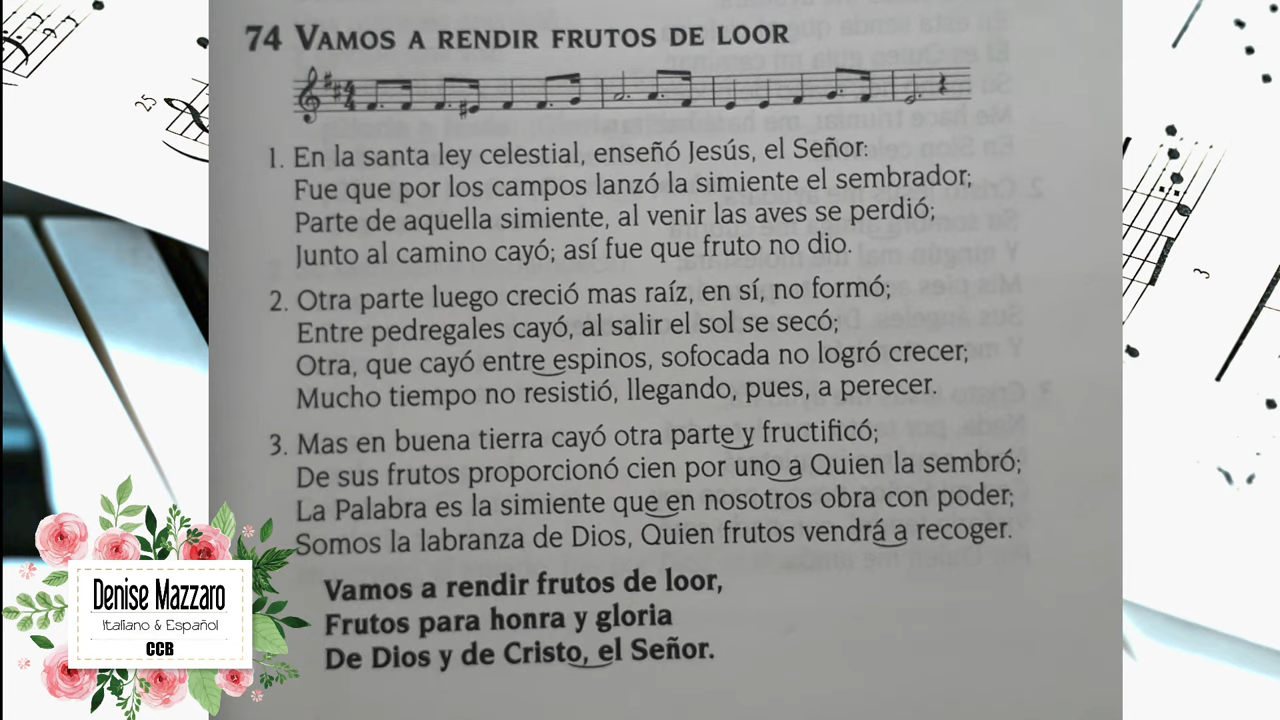 74 VAMOS A RENDIR FRUTOS DE LOOR
1. En la santa ley celestial, enseñó Jesús, el Señor:
Fue que por los campos lanzó la simiente el sembrador;
Parte de aquella simiente, al venir las aves se perdió;
Junto al camino cayó; así fue que fruto no dio.
2. Otra parte luego creció mas raíz, en sí, no formó;
Entre pedregales cayó, al salir el sol se secó;
Otra, que cayó entre espinos, sofocada no logró crecer;
Mucho tiempo no resistió, llegando, pues, a perecer.
3. Mas en buena tierra cayó otra parte y fructificó;
De sus frutos proporcionó cien por uno a Quien la sembró;
La Palabra es la simiente que en nosotros obra con poder;
Somos la labranza de Dios, Quien frutos vendrá a recoger.
Vamos a rendir frutos de loor,
Frutos para honra y gloria
De Dios y de Cristo, el Señor.
Denise Mazzaro
Italiano & Español
CCB
25
3